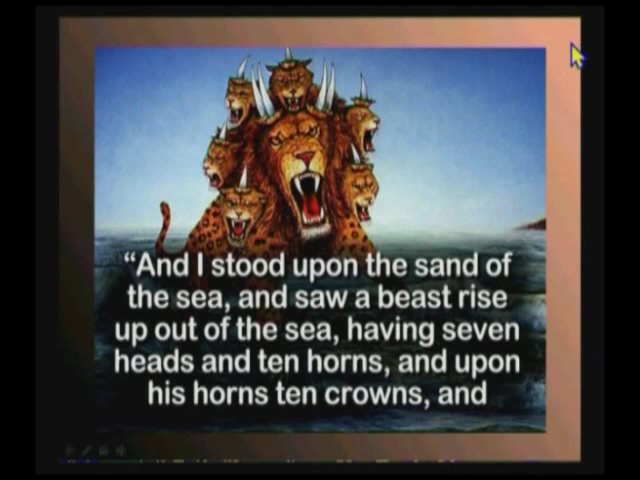 “And I stood upon the sand of
the sea, and saw a beast rise
up out of the sea, having seven
heads and ten horns, and upon
his horns ten crowns, and